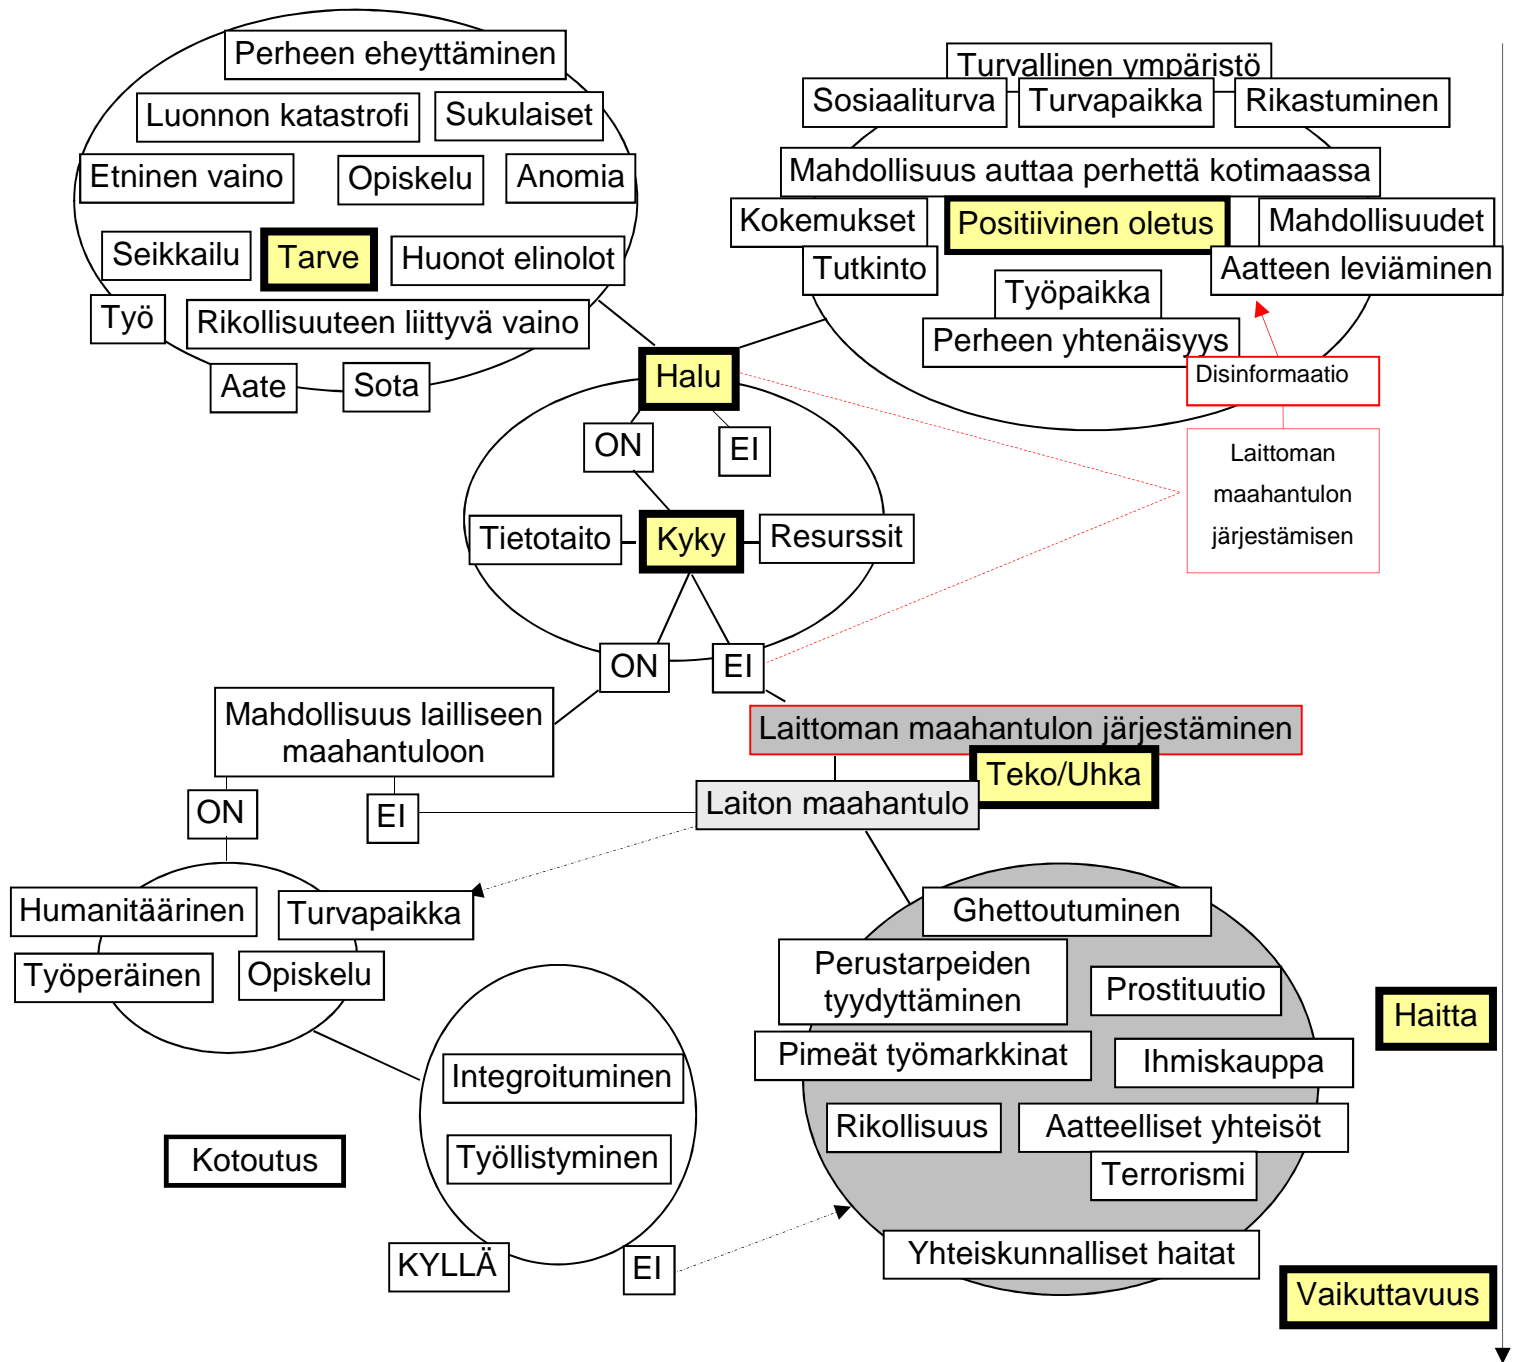 Perheen eheyttäminen
Luonnon katastrofi
Sukulaiset
Etninen vaino
Opiskelu
Anomia
Seikkailu
Tarve
Huonot elinolot
Työ
Rikollisuuteen liittyvä vaino
Aate
Sota
Turvallinen ympäristö
Sosiaaliturva
Turvapaikka
Rikastuminen
Mahdollisuus auttaa perhettä kotimaassa
Kokemukset
Positiivinen oletus
Mahdollisuudet
Tutkinto
Aatteen leviäminen
Työpaikka
Perheen yhtenäisyys
Disinformaatio
Laittoman
maahantulon
järjestämisen
Halu
ON
EI
Tietotaito
Kyky
Resurssit
ON
EI
Mahdollisuus lailliseen
maahantuloon
Laittoman maahantulon järjestäminen
Teko/Uhka
Laiton maahantulo
ON
EI
Humanitäärinen
Turvapaikka
Työperäinen
Opiskelu
Ghettoutuminen
Perustarpeiden
tyydyttäminen
Prostituutio
Haitta
Pimeät työmarkkinat
Ihmiskauppa
Integroituminen
Rikollisuus
Aatteelliset yhteisöt
Kotoutus
Työllistyminen
Terrorismi
KYLLÄ
EI
Yhteiskunnalliset haitat
Vaikuttavuus